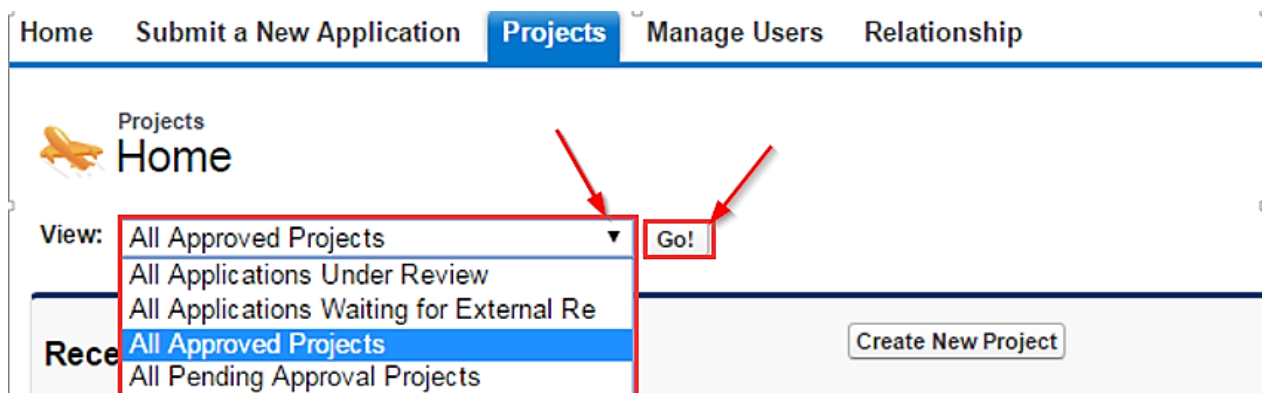 Home Submit a New Application Projects Manage Users Relationship
Projects
Home
View: All Approved Projects Go!
All Applications Under Review
All Applications Waiting for External Re
All Approved Projects
Rece Create New Project
All Pending Approval Projects